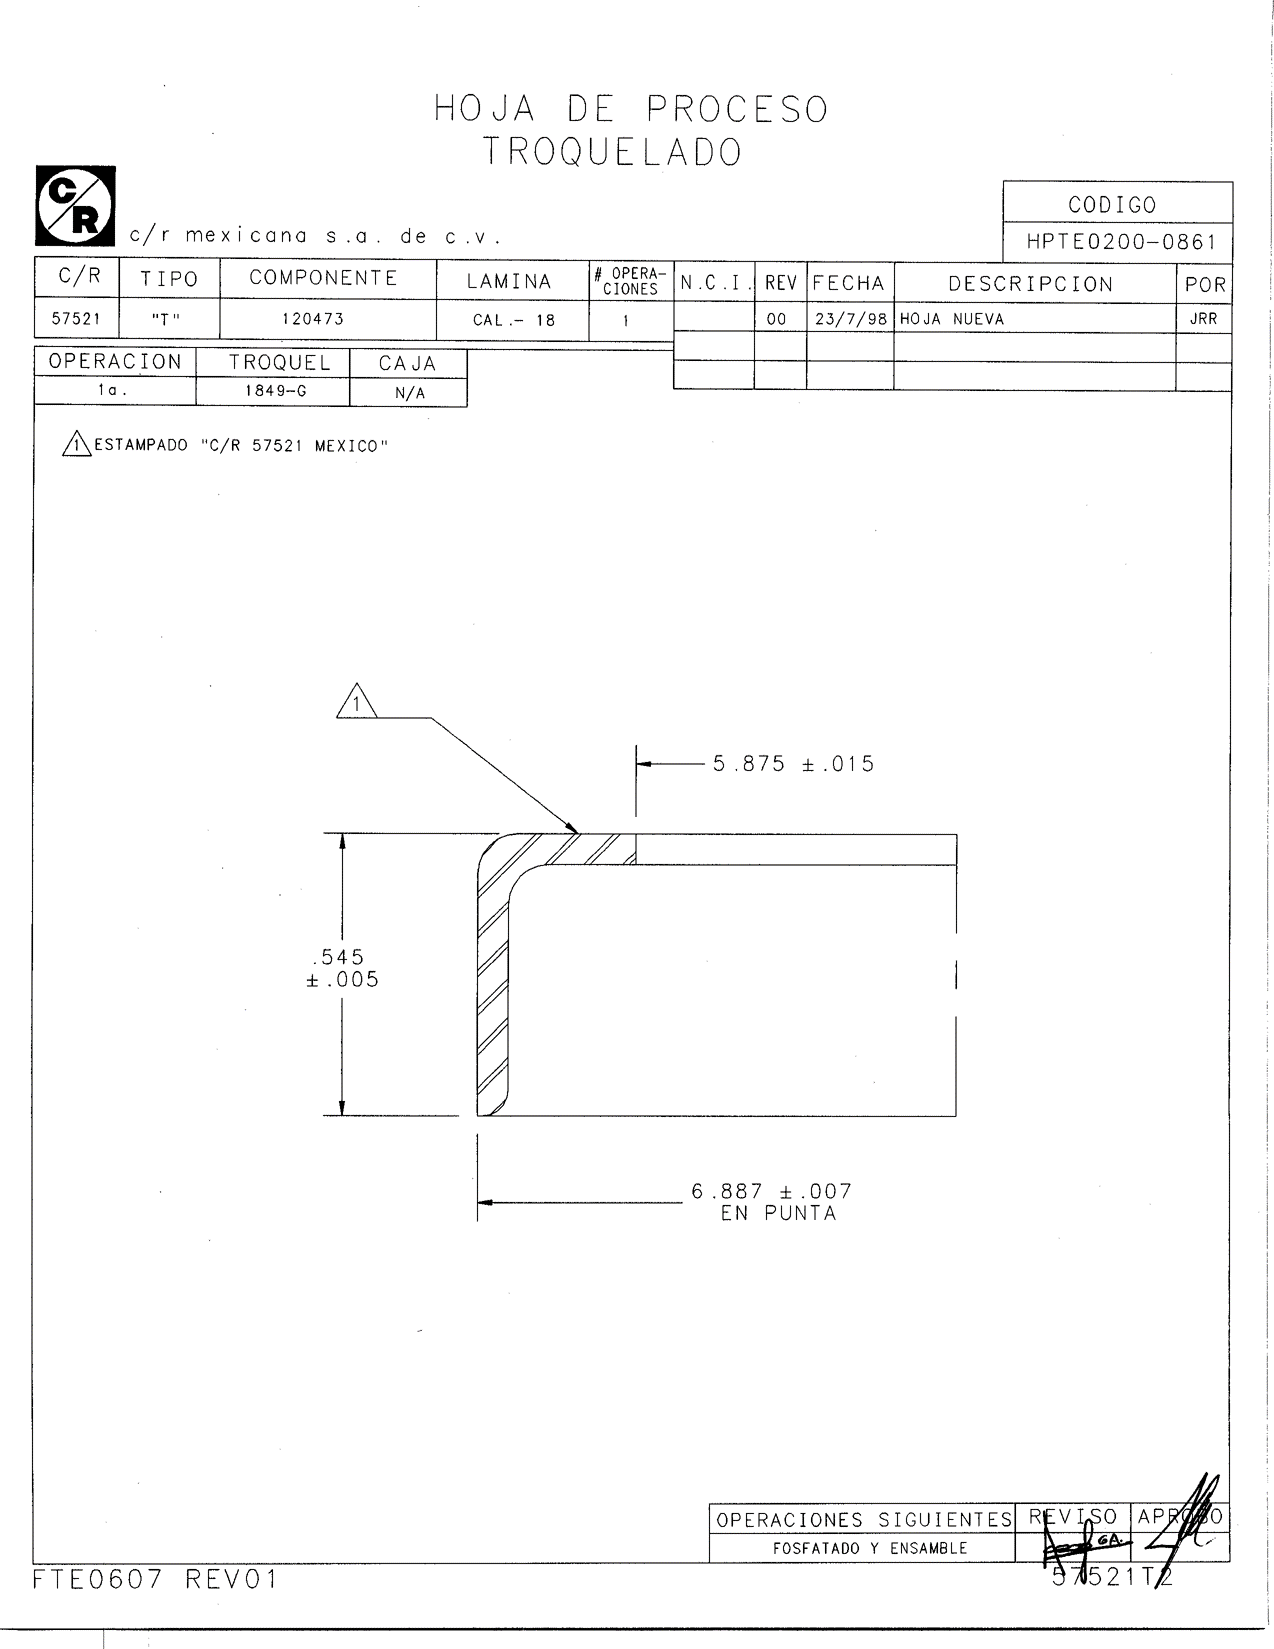 HOJA DE PROCESO
TROQUELADO
C/R
c/r mexicana s.a. de c.v.
CODIGO
HPTE0200-0861
C/R TIPO COMPONENTE LAMINA # OPERA-CIONES N.C.I. REV FECHA DESCRIPCION POR
57521 "T" 120473 CAL.- 18 1 00 23/7/98 HOJA NUEVA JRR
OPERACION TROQUEL CAJA
1a. 1849-G N/A
1 ESTAMPADO "C/R 57521 MEXICO"
1
5.875 ±.015
.545
±.005
6.887 ±.007
EN PUNTA
OPERACIONES SIGUIENTES REVISO APROBO
FOSFATADO Y ENSAMBLE GA.
FTE0607 REV01
57521T2